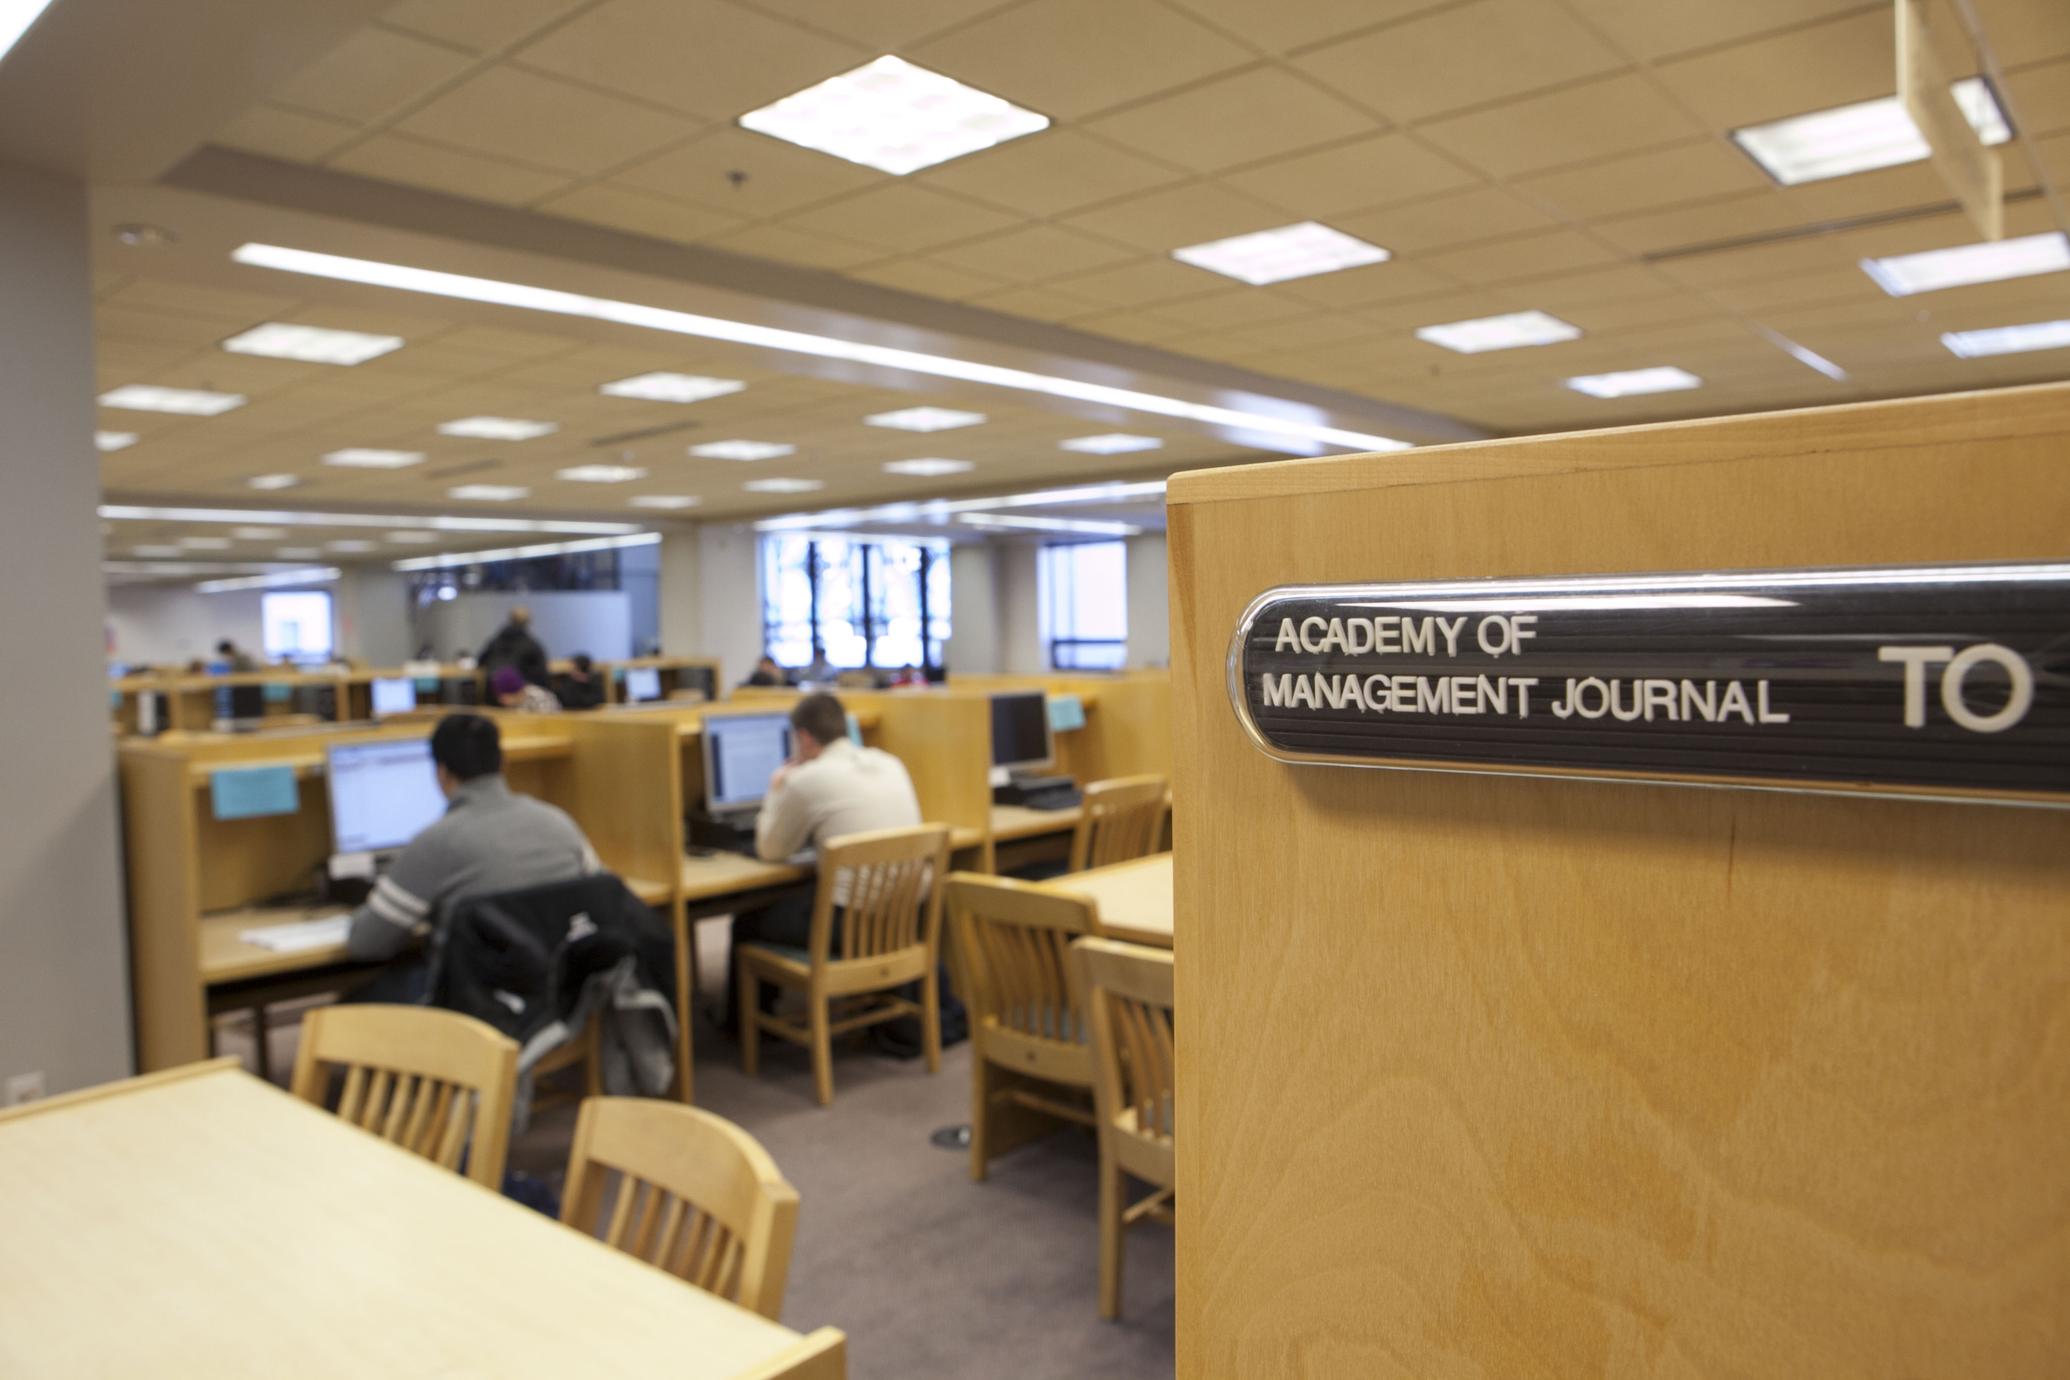 ACADEMY OF
MANAGEMENT JOURNAL
TO